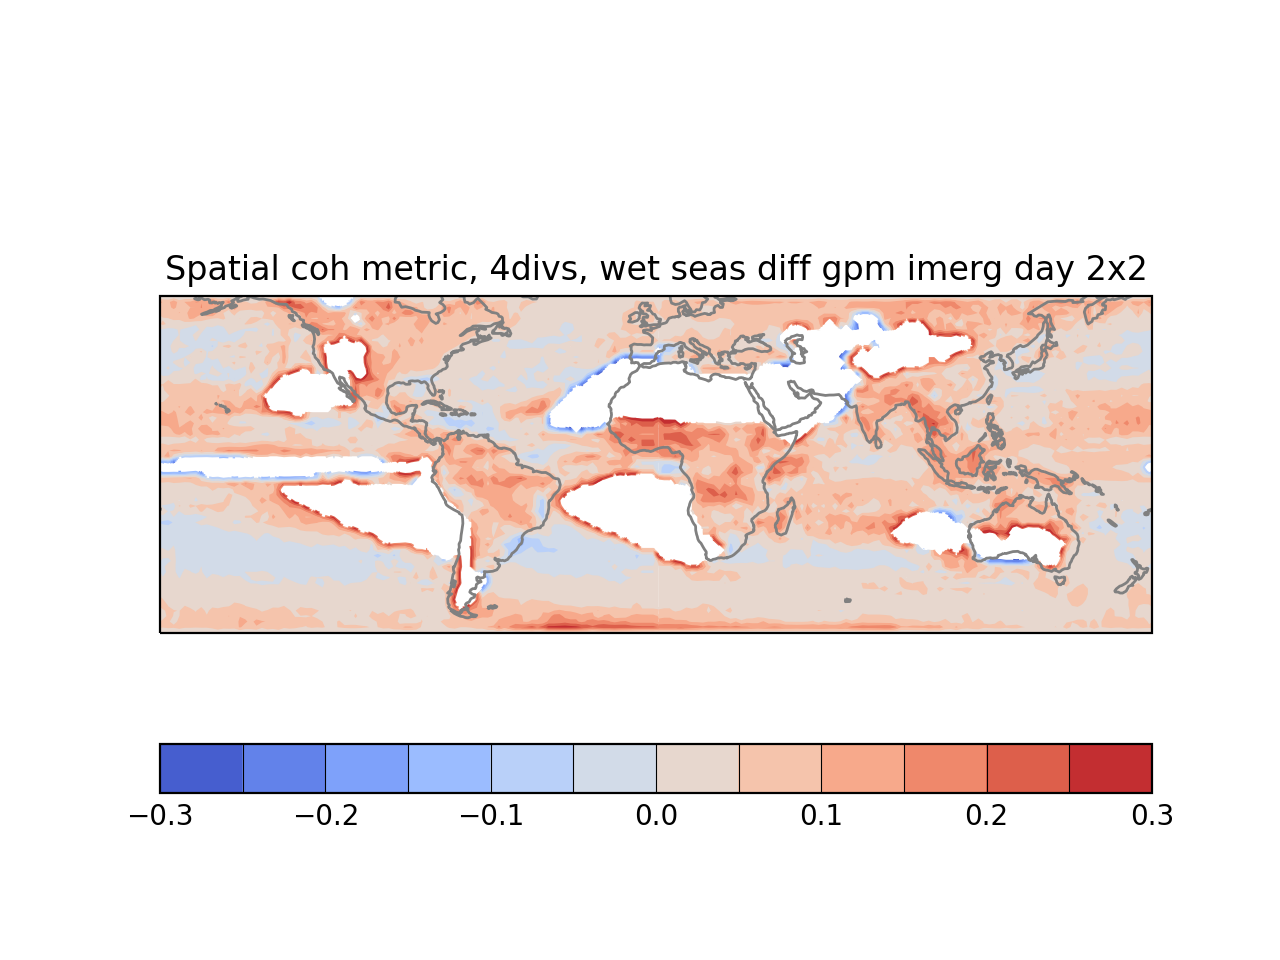 Spatial coh metric, 4divs, wet seas diff gpm imerg day 2x2
−0.3 −0.2 −0.1 0.0 0.1 0.2 0.3